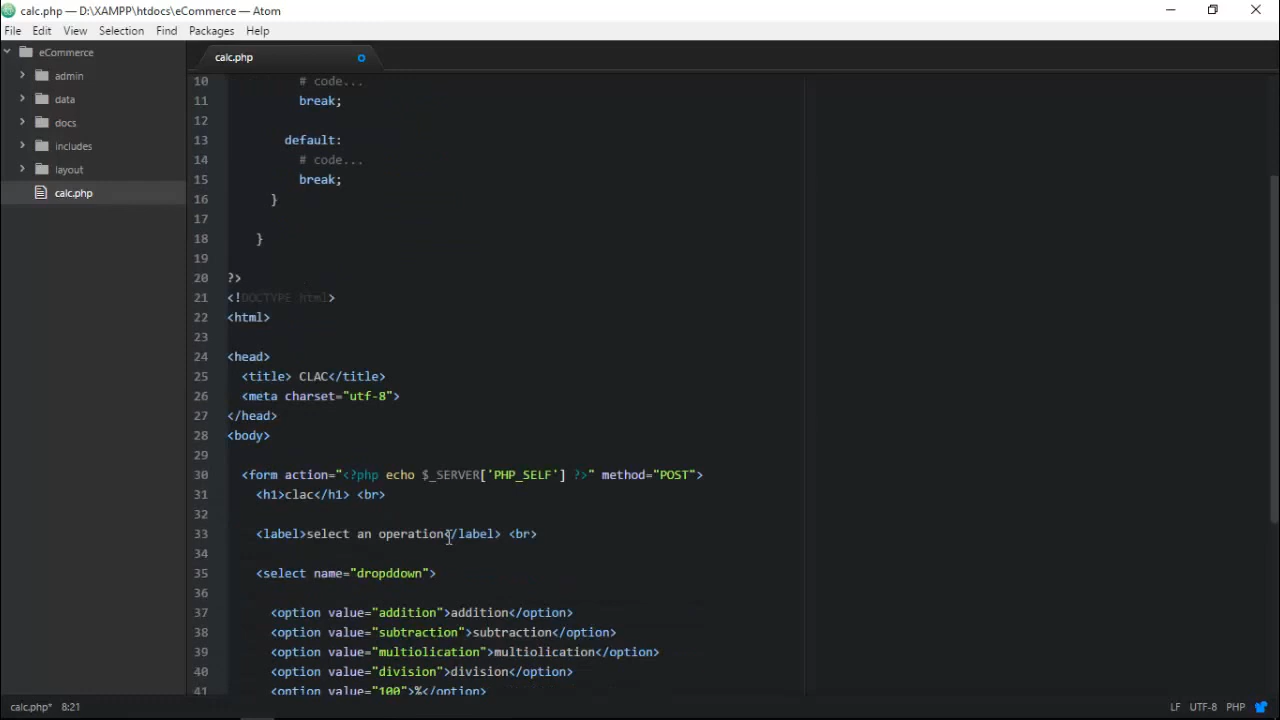 calc.php — D:\XAMPP\htdocs\eCommerce — Atom
File Edit View Selection Find Packages Help
eCommerce
admin
data
docs
includes
layout
calc.php
calc.php
10 # code...
11 break;
12
13 default:
14 # code...
15 break;
16 }
17
18 }
19
20 ?>
21 <!DOCTYPE html>
22 <html>
23
24 <head>
25 <title> CLAC</title>
26 <meta charset="utf-8">
27 </head>
28 <body>
29
30 <form action="<?php echo $_SERVER['PHP_SELF'] ?>" method="POST">
31 <h1>clac</h1> <br>
32
33 <label>select an operation</label> <br>
34
35 <select name="dropddown">
36
37 <option value="addition">addition</option>
38 <option value="subtraction">subtraction</option>
39 <option value="multiolication">multiolication</option>
40 <option value="division">division</option>
41 <option value="100">%</option>
calc.php* 8:21 LF UTF-8 PHP